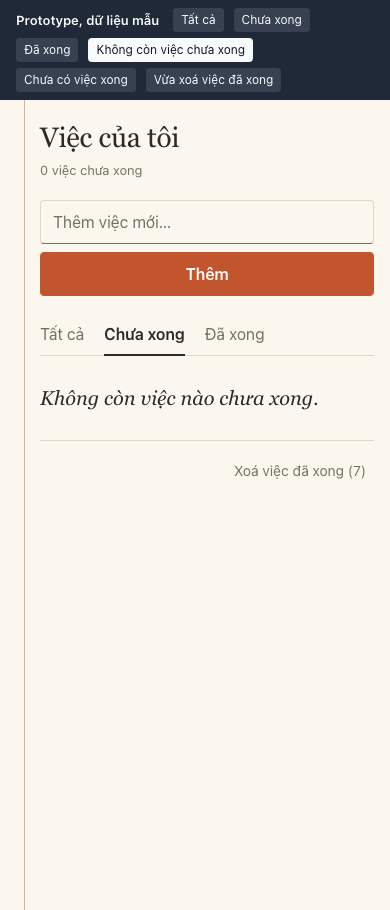 Prototype, dữ liệu mẫu Tất cả Chưa xong
Đã xong Không còn việc chưa xong
Chưa có việc xong Vừa xoá việc đã xong
Việc của tôi
0 việc chưa xong
Thêm việc mới...
Thêm
Tất cả Chưa xong Đã xong
Không còn việc nào chưa xong.
Xoá việc đã xong (7)